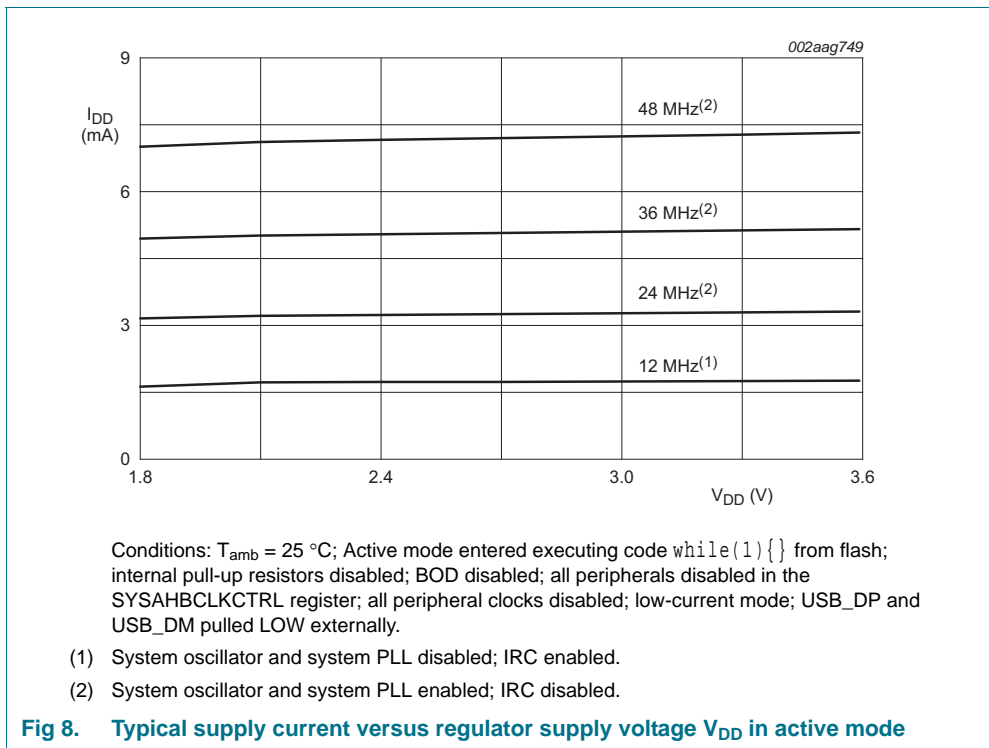 002aag749
9
I_DD
(mA)
48 MHz(2)
6
36 MHz(2)
24 MHz(2)
3
12 MHz(1)
0
1.8 2.4 3.0 3.6
V_DD (V)
Conditions: T_amb = 25 °C; Active mode entered executing code while(1){} from flash;
internal pull-up resistors disabled; BOD disabled; all peripherals disabled in the
SYSAHBCLKCTRL register; all peripheral clocks disabled; low-current mode; USB_DP and
USB_DM pulled LOW externally.
(1) System oscillator and system PLL disabled; IRC enabled.
(2) System oscillator and system PLL enabled; IRC disabled.
Fig 8. Typical supply current versus regulator supply voltage V_DD in active mode